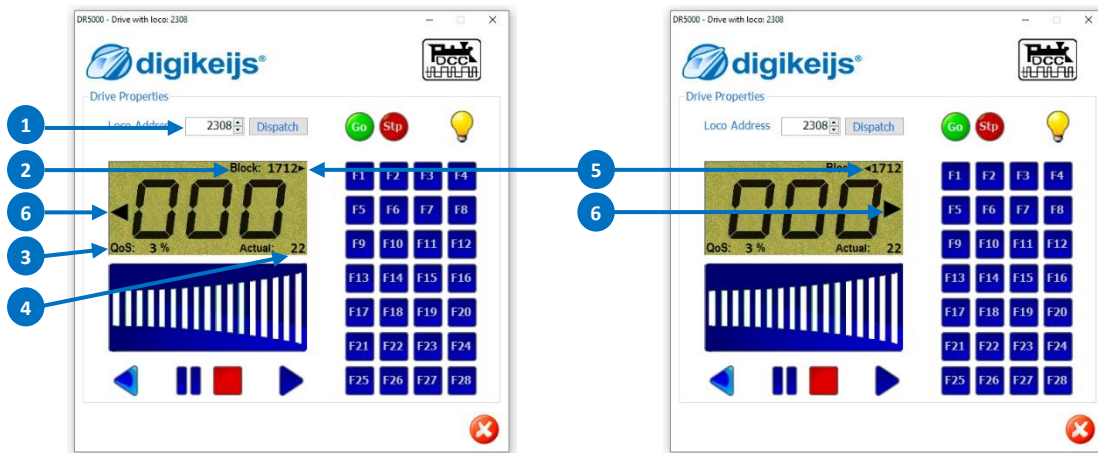 DR5000 - Drive with loco: 2308
digikeijs®
DCC
Drive Properties
Loco Address 2308 Dispatch Go Stp
Block: 1712►
000
QoS: 3 % Actual: 22
F1 F2 F3 F4
F5 F6 F7 F8
F9 F10 F11 F12
F13 F14 F15 F16
F17 F18 F19 F20
F21 F22 F23 F24
F25 F26 F27 F28
1
2
6
3
4
5
6
DR5000 - Drive with loco: 2308
digikeijs®
DCC
Drive Properties
Loco Address 2308 Dispatch Go Stp
Block: ◄1712
000
QoS: 3 % Actual: 22
F1 F2 F3 F4
F5 F6 F7 F8
F9 F10 F11 F12
F13 F14 F15 F16
F17 F18 F19 F20
F21 F22 F23 F24
F25 F26 F27 F28